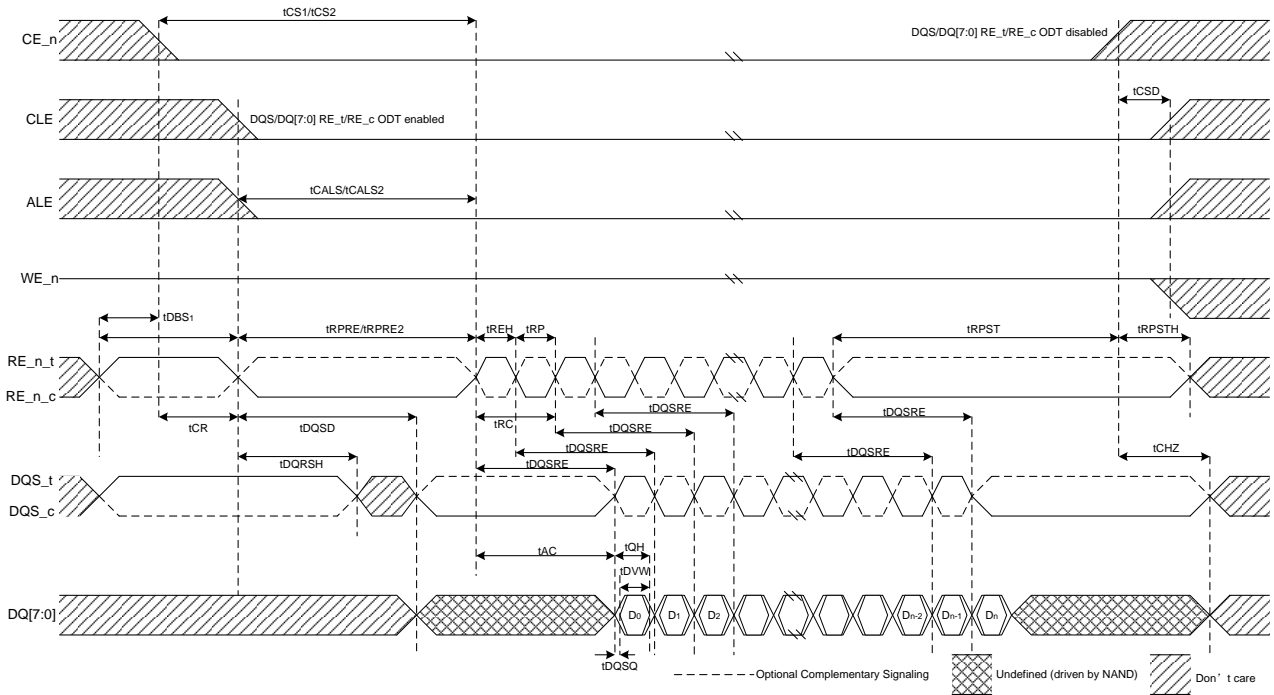 tCS1/tCS2
CE_n
DQS/DQ[7:0] RE_t/RE_c ODT disabled
tCSD
CLE
DQS/DQ[7:0] RE_t/RE_c ODT enabled
tCALS/tCALS2
ALE
WE_n
tDBS1
tRPRE/tRPRE2
tREH
tRP
tRPST
tRPSTH
RE_n_t
RE_n_c
tCR
tDQSD
tRC
tDQSRE
tDQSRE
tDQSRE
tDQSRE
tDQSRE
tDQSRE
tDQRSH
tCHZ
DQS_t
DQS_c
tAC
tQH
tDVW
DQ[7:0]
D0
D1
D2
Dn-2
Dn-1
Dn
tDQSQ
Optional Complementary Signaling
Undefined (driven by NAND)
Don't care